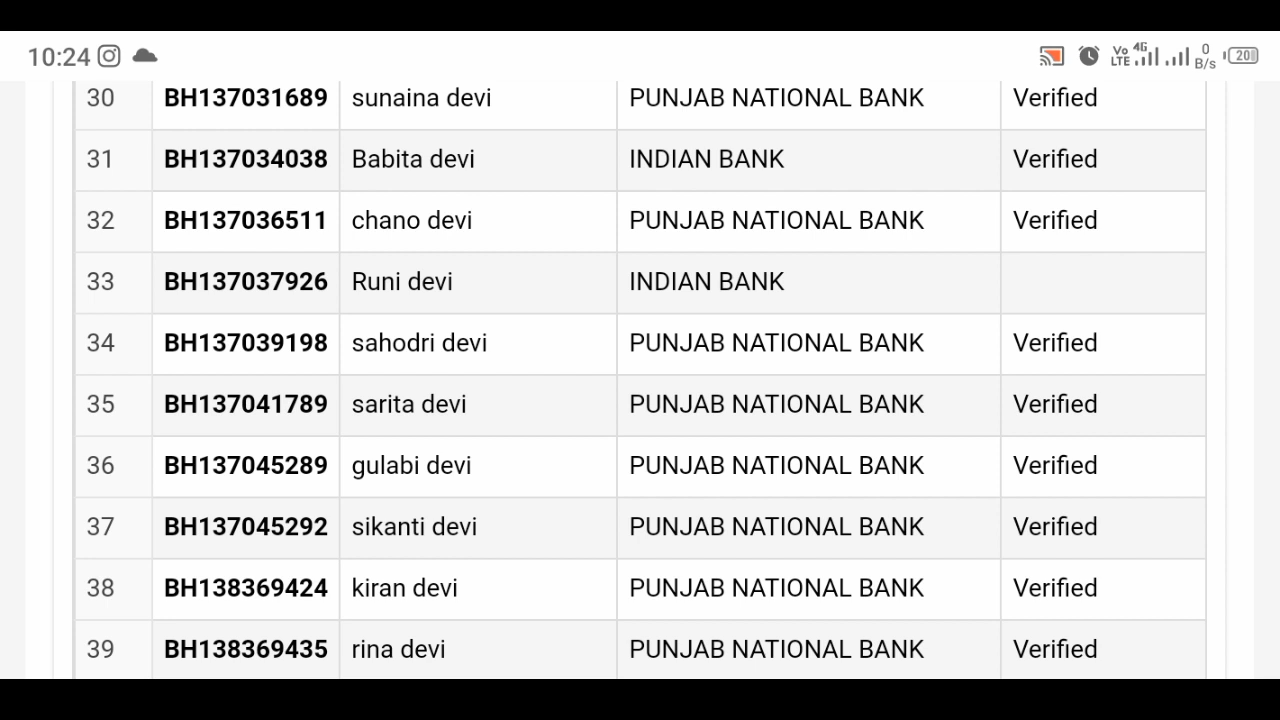 10:24 Vo LTE 4G 0 B/s 20
30 BH137031689 sunaina devi PUNJAB NATIONAL BANK Verified
31 BH137034038 Babita devi INDIAN BANK Verified
32 BH137036511 chano devi PUNJAB NATIONAL BANK Verified
33 BH137037926 Runi devi INDIAN BANK
34 BH137039198 sahodri devi PUNJAB NATIONAL BANK Verified
35 BH137041789 sarita devi PUNJAB NATIONAL BANK Verified
36 BH137045289 gulabi devi PUNJAB NATIONAL BANK Verified
37 BH137045292 sikanti devi PUNJAB NATIONAL BANK Verified
38 BH138369424 kiran devi PUNJAB NATIONAL BANK Verified
39 BH138369435 rina devi PUNJAB NATIONAL BANK Verified